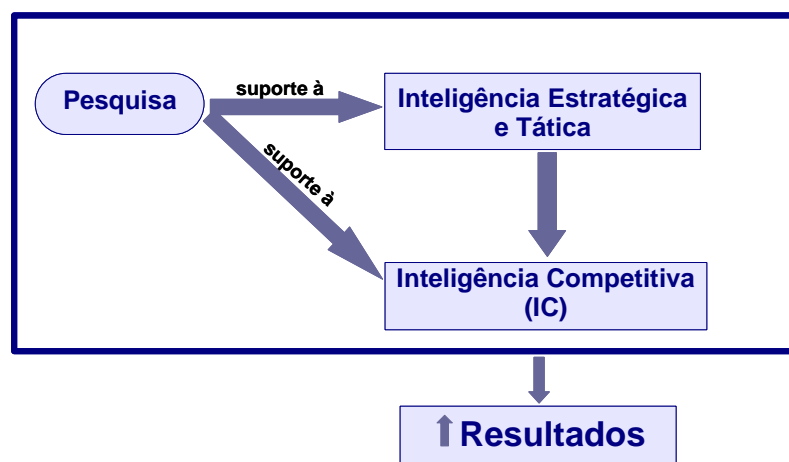 Pesquisa
suporte à
Inteligência Estratégica
e Tática
suporte à
Inteligência Competitiva
(IC)
Resultados